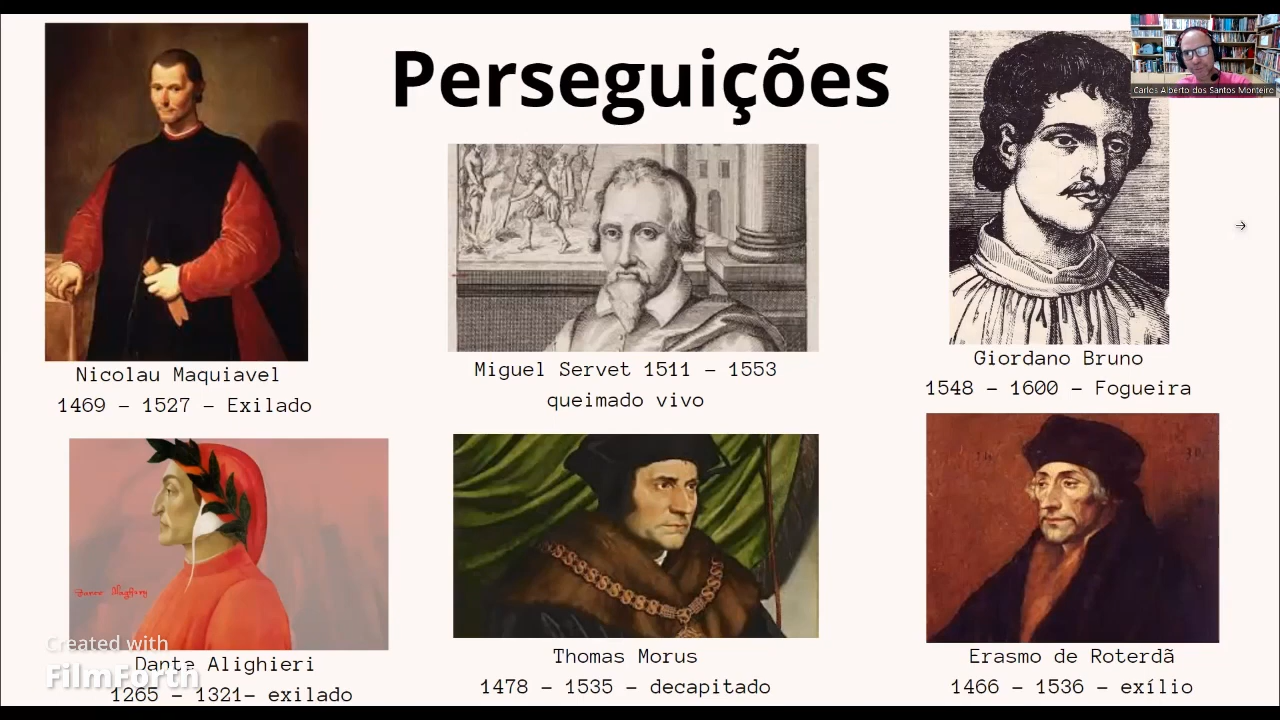 Perseguições
Carlos Alberto dos Santos Monteiro
Nicolau Maquiavel
1469 – 1527 – Exilado
Miguel Servet 1511 – 1553
queimado vivo
Giordano Bruno
1548 – 1600 – Fogueira
Dante Alighieri
1265 – 1321– exilado
Thomas Morus
1478 – 1535 – decapitado
Erasmo de Roterdã
1466 – 1536 – exílio
Created with
FilmForth